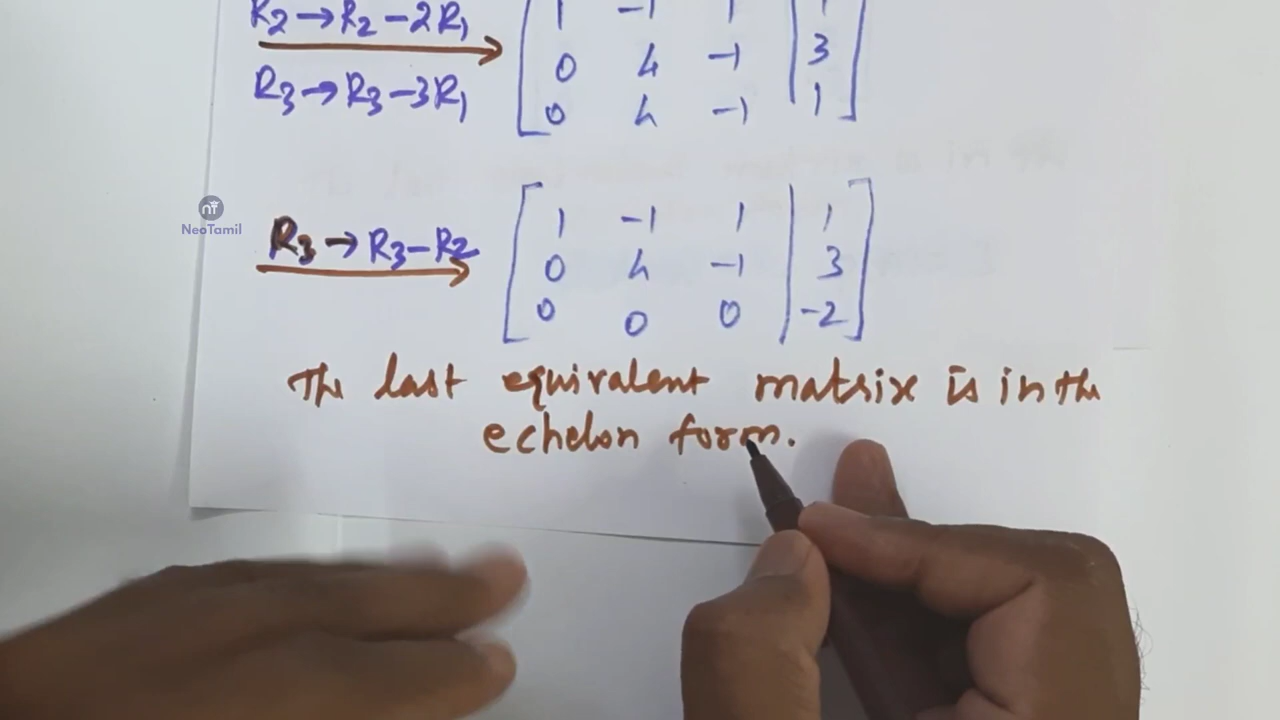 R2 → R2 − 2R1
R3 → R3 − 3R1
1 −1 1 1
0 4 −1 3
0 4 −1 1
NeoTamil
R3 → R3 − R2
1 −1 1 1
0 4 −1 3
0 0 0 −2
The last equivalent matrix is in the
echelon form.